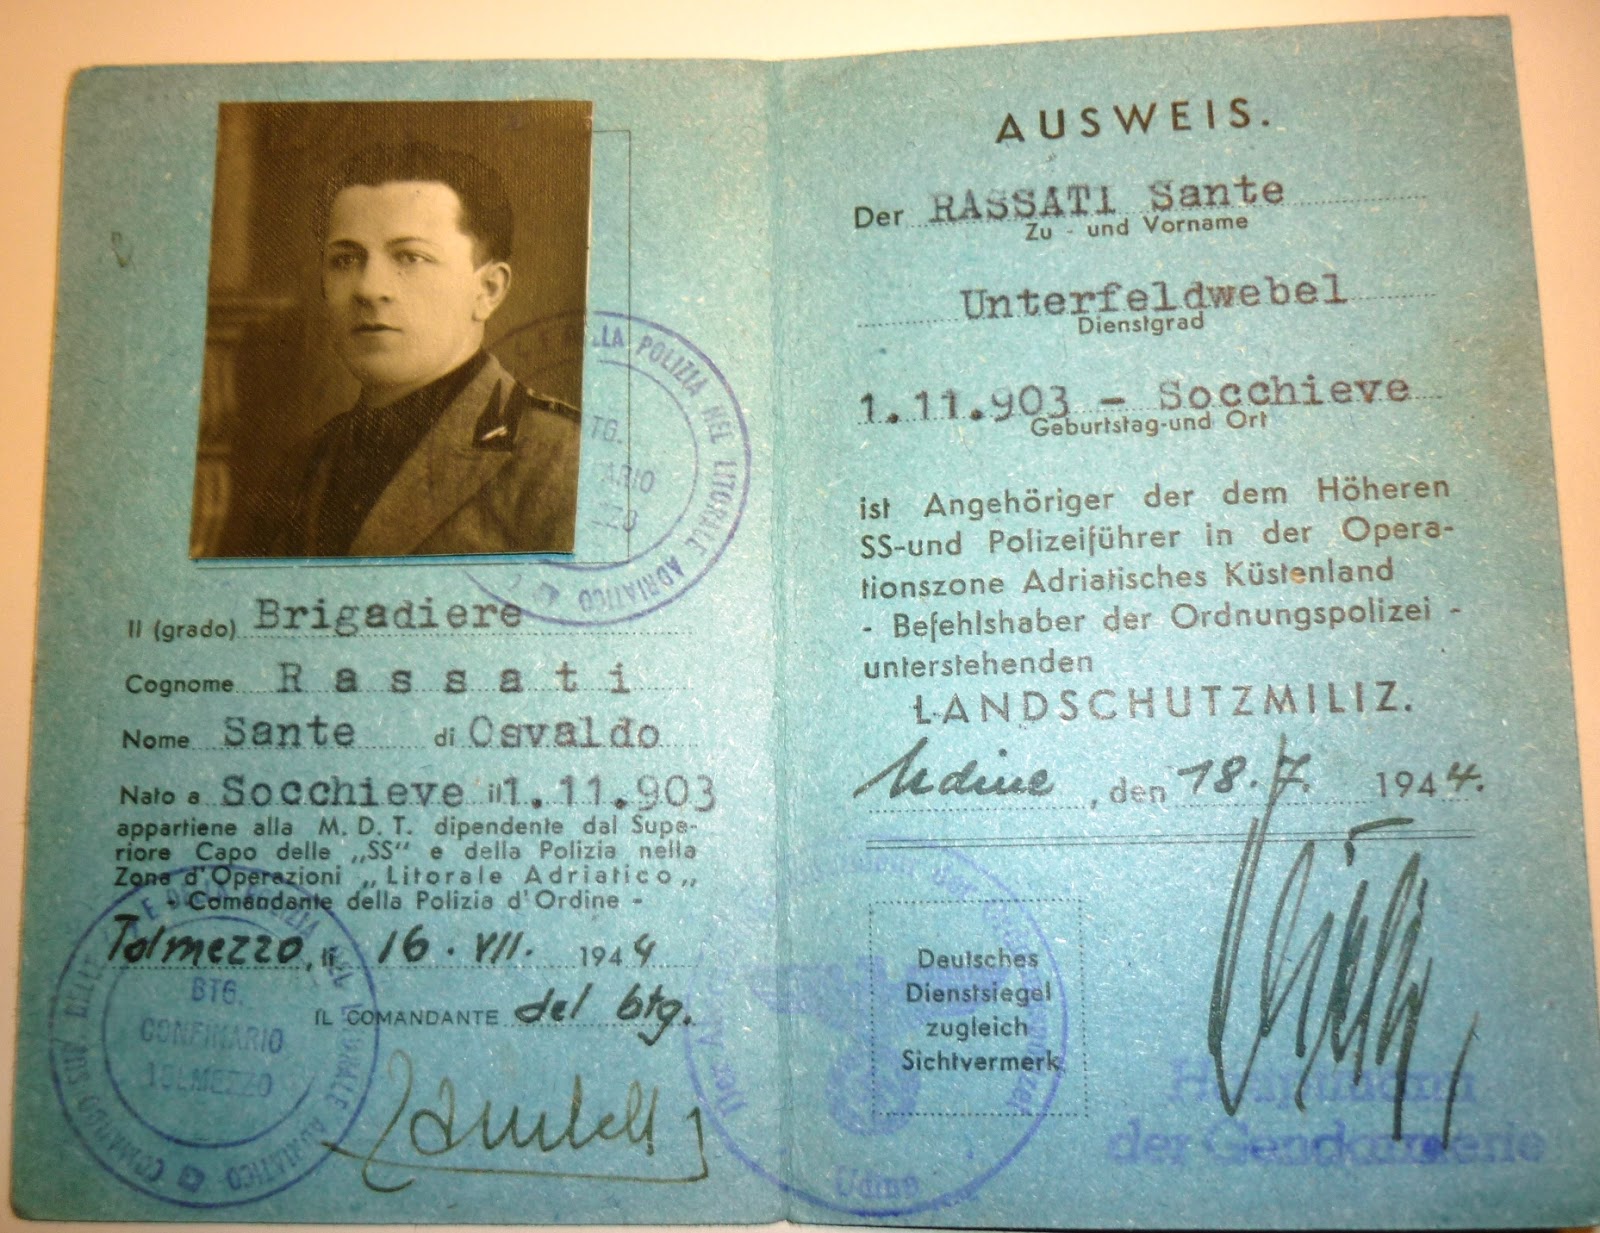 Il (grado) Brigadiere
Cognome Rassati
Nome Sante di Osvaldo
Nato a Socchieve il 1.11.903
appartiene alla M. D. T. dipendente dal Supe-
riore Capo delle „SS“ e della Polizia nella
Zona d'Operazioni „Litorale Adriatico„
- Comandante della Polizia d'Ordine -
Tolmezzo, lì 16. VII. 1944
IL COMANDANTE del btg.
E DELLA POLIZIA NEL LITORALE ADRIATICO
BTG.
CONFINARIO
TOLMEZZO
AUSWEIS.
Der RASSATI Sante
Zu - und Vorname
Unterfeldwebel
Dienstgrad
1.11.903 - Socchieve
Geburtstag-und Ort
ist Angehöriger der dem Höheren
SS-und Polizeiführer in der Opera-
tionszone Adriatisches Küstenland
- Befehlshaber der Ordnungspolizei -
unterstehenden
LANDSCHUTZMILIZ.
Udine, den 18. 7. 1944.
Deutsches
Dienstsiegel
zugleich
Sichtvermerk
Udine
Hauptmann
der Gendarmerie